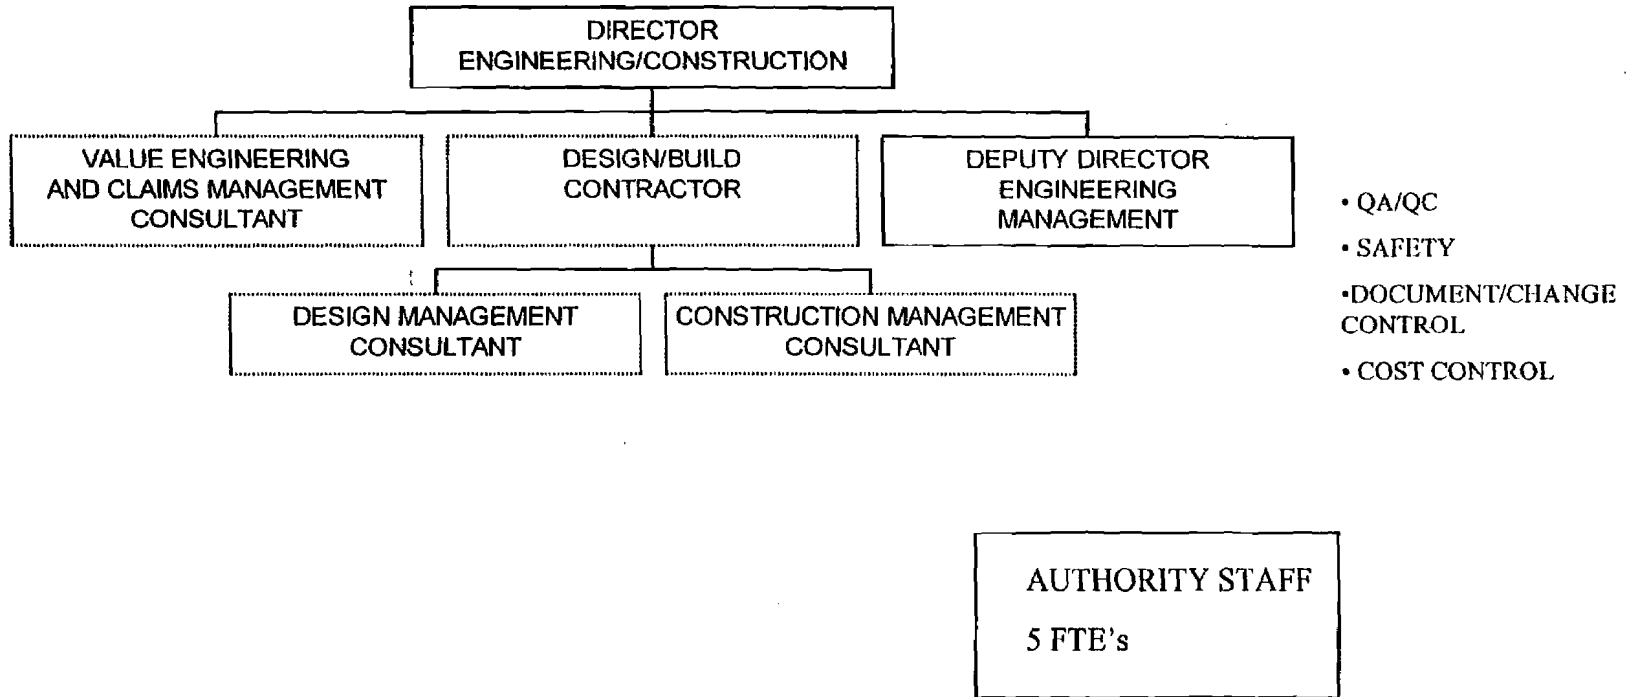 DIRECTOR
ENGINEERING/CONSTRUCTION
VALUE ENGINEERING
AND CLAIMS MANAGEMENT
CONSULTANT
DESIGN/BUILD
CONTRACTOR
DEPUTY DIRECTOR
ENGINEERING
MANAGEMENT
• QA/QC
• SAFETY
•DOCUMENT/CHANGE
CONTROL
• COST CONTROL
DESIGN MANAGEMENT
CONSULTANT
CONSTRUCTION MANAGEMENT
CONSULTANT
AUTHORITY STAFF
5 FTE's